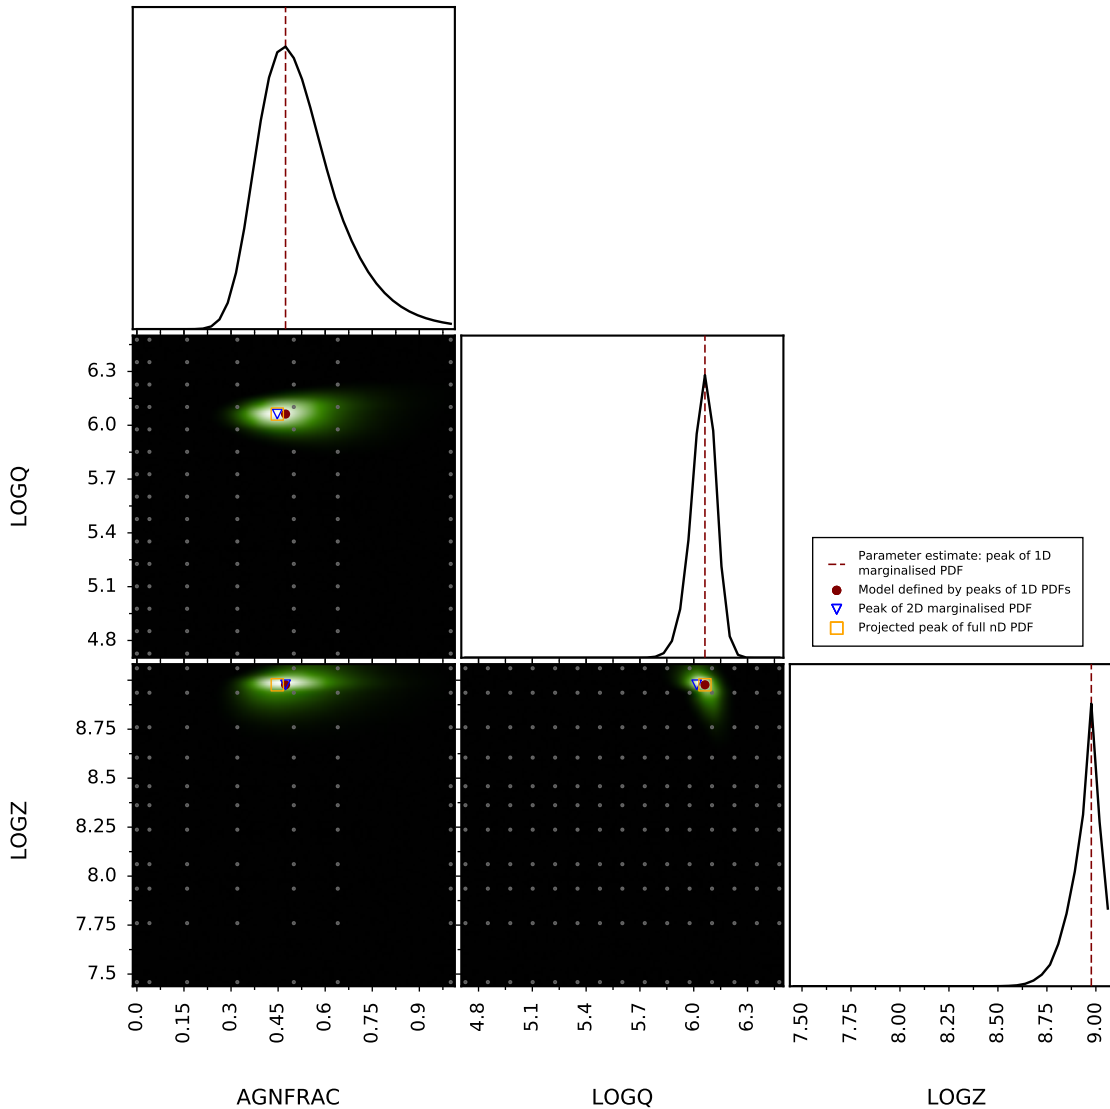 6.3
6.0
5.7
5.4
5.1
4.8
LOGQ
Parameter estimate: peak of 1D
marginalised PDF
Model defined by peaks of 1D PDFs
Peak of 2D marginalised PDF
Projected peak of full nD PDF
8.75
8.5
8.25
8.0
7.75
7.5
LOGZ
0.0 0.15 0.3 0.45 0.6 0.75 0.9
4.8 5.1 5.4 5.7 6.0 6.3
7.50 7.75 8.00 8.25 8.50 8.75 9.00
AGNFRAC
LOGQ
LOGZ